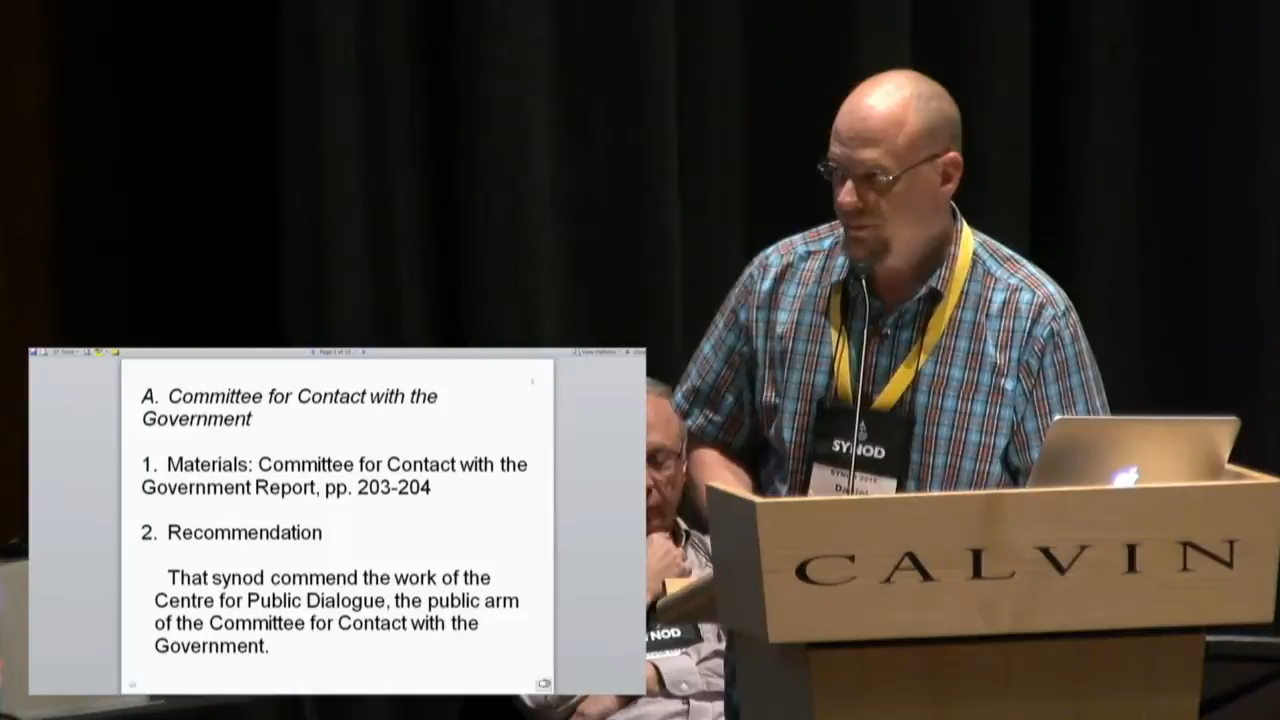 A. Committee for Contact with the
Government
1. Materials: Committee for Contact with the
Government Report, pp. 203-204
2. Recommendation
That synod commend the work of the
Centre for Public Dialogue, the public arm
of the Committee for Contact with the
Government.
SYNOD
Daniel
YNOD
CALVIN